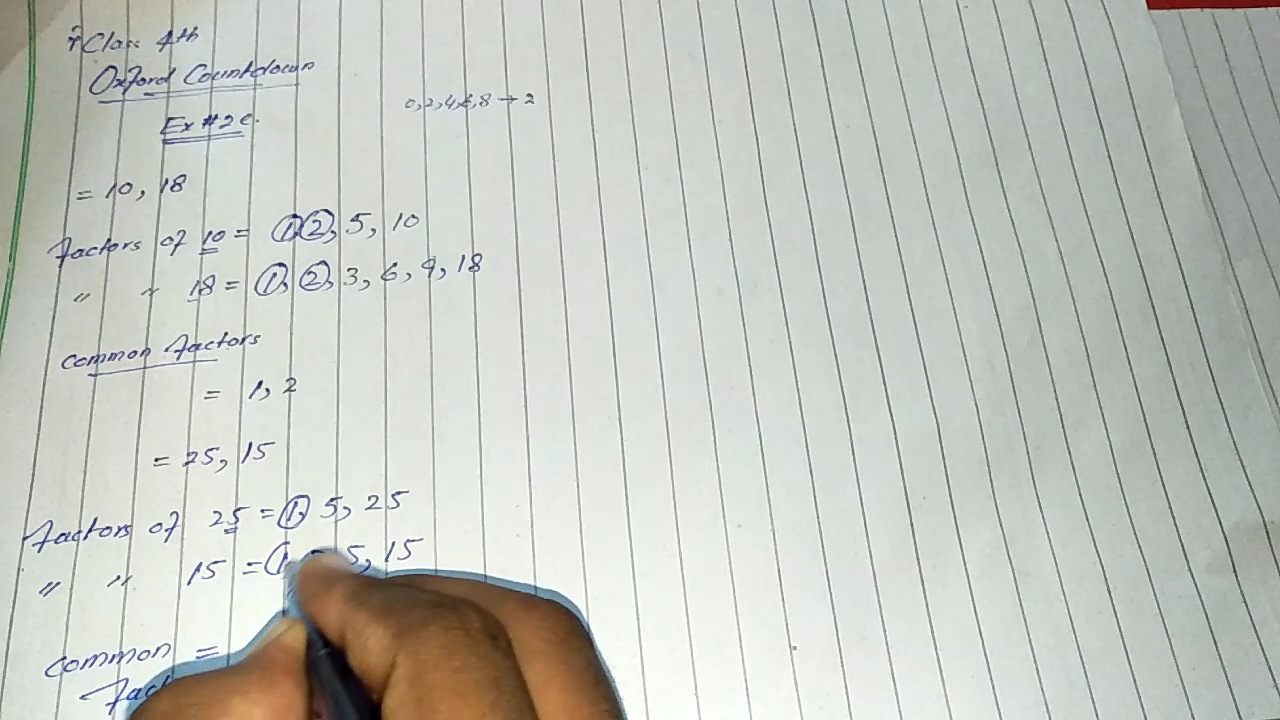 Class 4th
Oxford Countdown
Ex # 2c.
0,2,4,6,8 → 2
= 10, 18
Factors of 10 = 1, 2, 5, 10
" " 18 = 1, 2, 3, 6, 9, 18
Common Factors
= 1, 2
= 25, 15
Factors of 25 = 1, 5, 25
" " 15 = 1, 5, 15
Common =